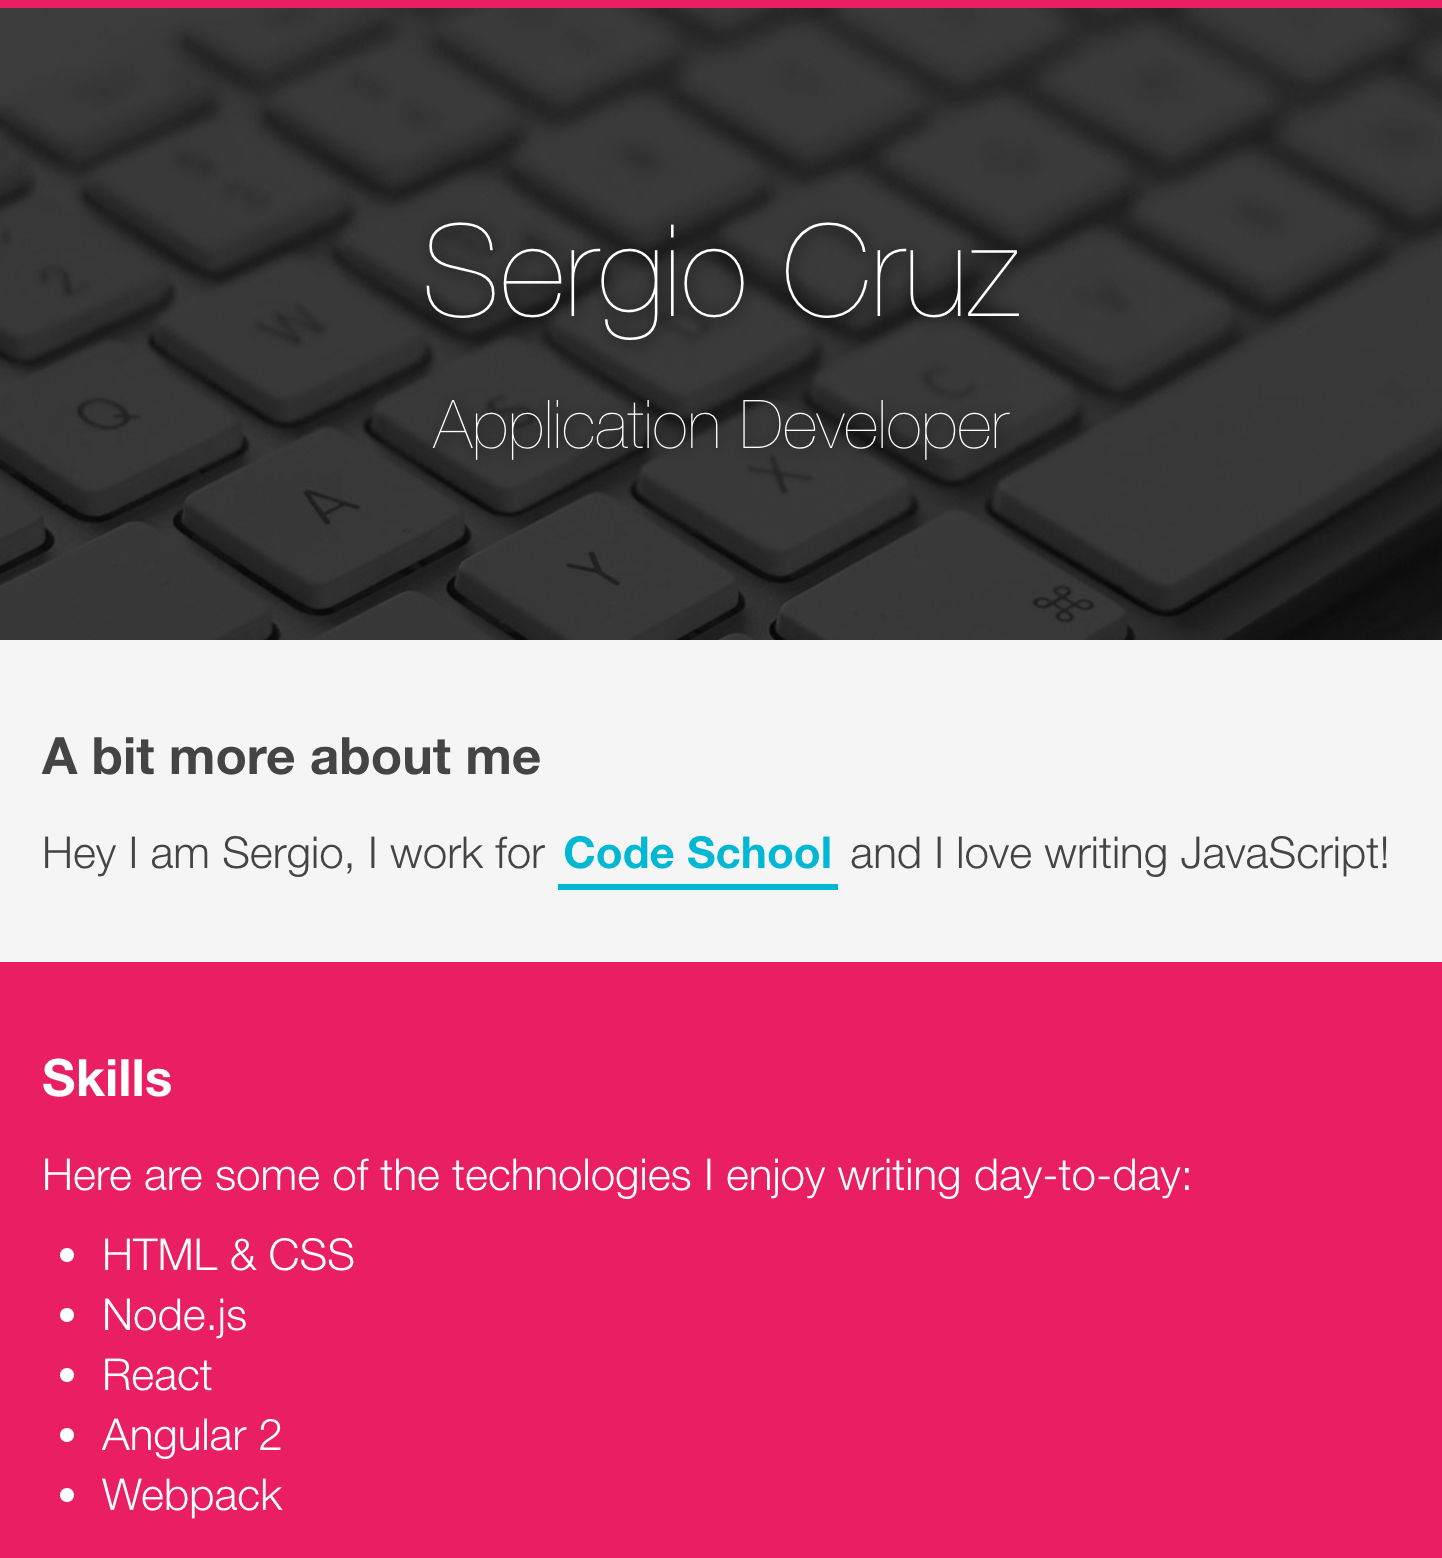 Sergio Cruz
Application Developer
2
W
Q
C
A
X
Y
⌘
A bit more about me
Hey I am Sergio, I work for Code School and I love writing JavaScript!
Skills
Here are some of the technologies I enjoy writing day-to-day:
HTML & CSS
Node.js
React
Angular 2
Webpack